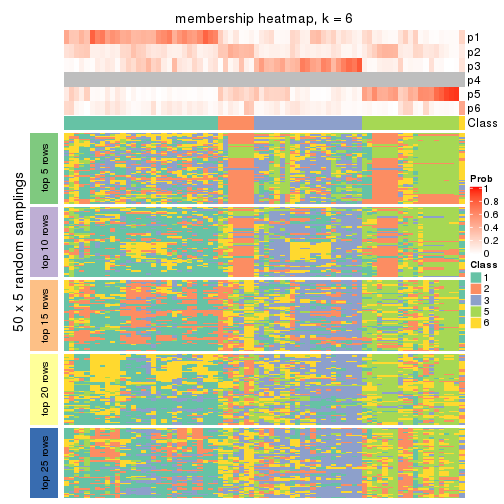 membership heatmap, k = 6
p1
p2
p3
p4
p5
p6
Class
50 x 5 random samplings
top 5 rows
top 10 rows
top 15 rows
top 20 rows
top 25 rows
Prob
1
0.8
0.6
0.4
0.2
0
Class
1
2
3
5
6